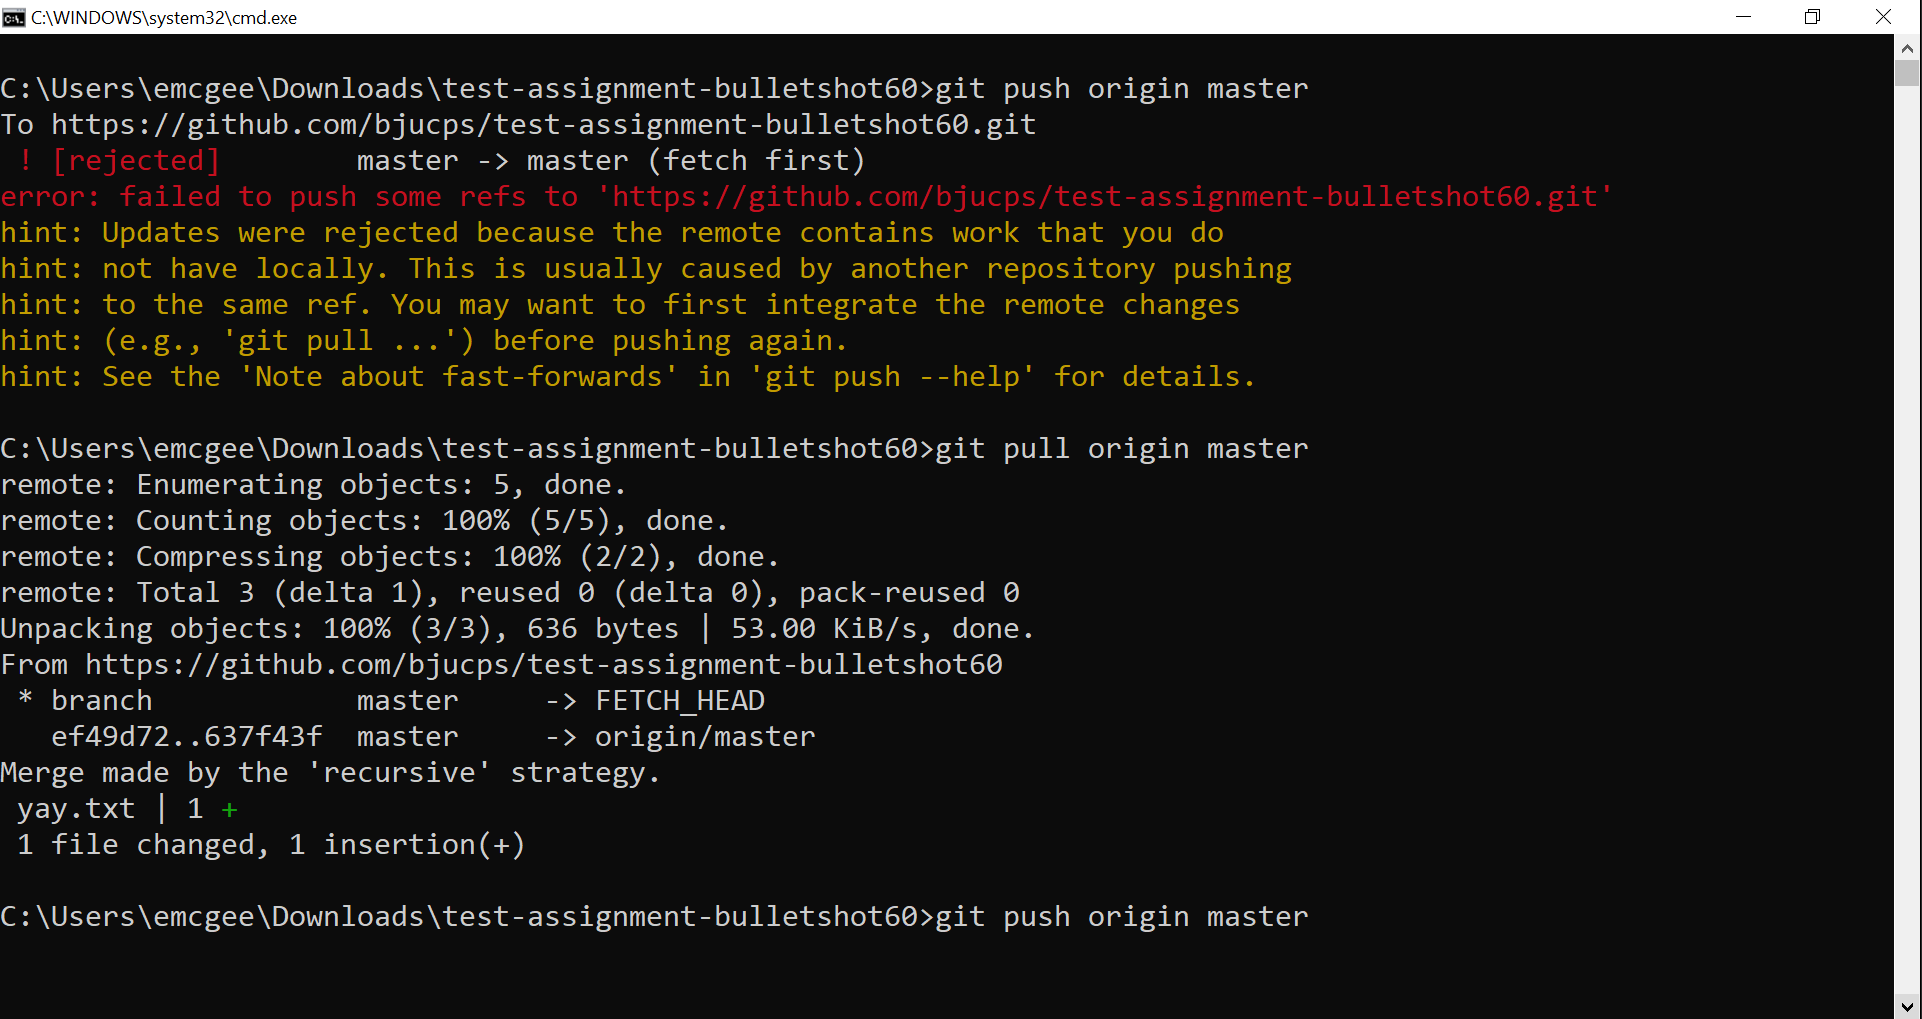 C:\WINDOWS\system32\cmd.exe
C:\Users\emcgee\Downloads\test-assignment-bulletshot60>git push origin master
To https://github.com/bjucps/test-assignment-bulletshot60.git
 ! [rejected]        master -> master (fetch first)
error: failed to push some refs to 'https://github.com/bjucps/test-assignment-bulletshot60.git'
hint: Updates were rejected because the remote contains work that you do
hint: not have locally. This is usually caused by another repository pushing
hint: to the same ref. You may want to first integrate the remote changes
hint: (e.g., 'git pull ...') before pushing again.
hint: See the 'Note about fast-forwards' in 'git push --help' for details.
C:\Users\emcgee\Downloads\test-assignment-bulletshot60>git pull origin master
remote: Enumerating objects: 5, done.
remote: Counting objects: 100% (5/5), done.
remote: Compressing objects: 100% (2/2), done.
remote: Total 3 (delta 1), reused 0 (delta 0), pack-reused 0
Unpacking objects: 100% (3/3), 636 bytes | 53.00 KiB/s, done.
From https://github.com/bjucps/test-assignment-bulletshot60
 * branch            master     -> FETCH_HEAD
   ef49d72..637f43f  master     -> origin/master
Merge made by the 'recursive' strategy.
 yay.txt | 1 +
 1 file changed, 1 insertion(+)
C:\Users\emcgee\Downloads\test-assignment-bulletshot60>git push origin master